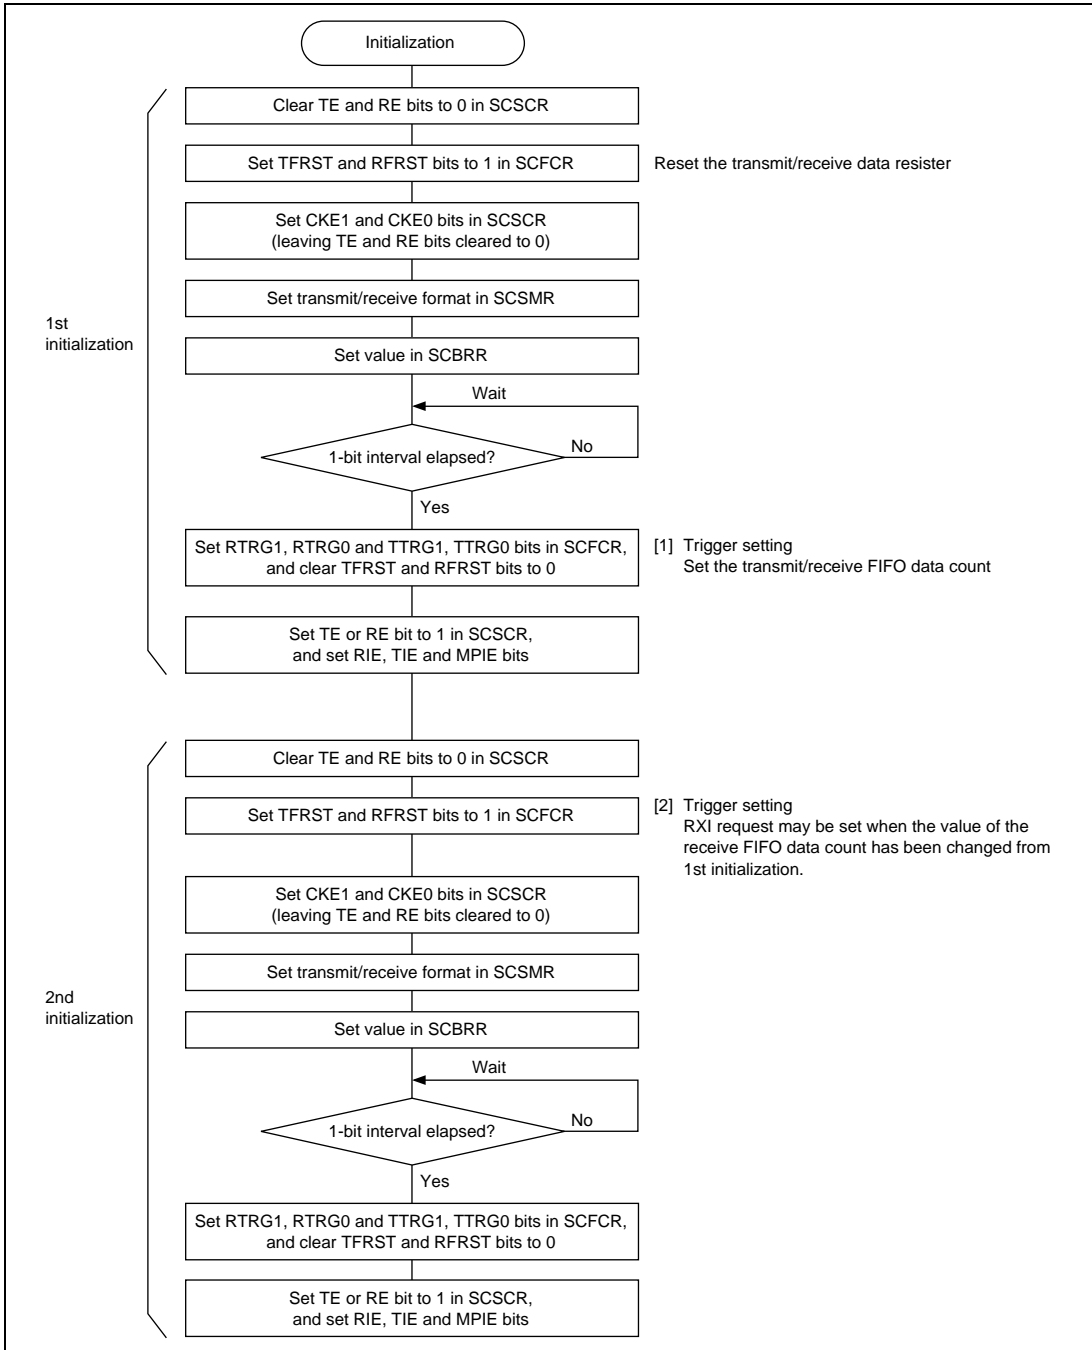 Initialization
Clear TE and RE bits to 0 in SCSCR
Set TFRST and RFRST bits to 1 in SCFCR
Reset the transmit/receive data resister
Set CKE1 and CKE0 bits in SCSCR
(leaving TE and RE bits cleared to 0)
Set transmit/receive format in SCSMR
1st
initialization
Set value in SCBRR
Wait
1-bit interval elapsed?
No
Yes
Set RTRG1, RTRG0 and TTRG1, TTRG0 bits in SCFCR,
and clear TFRST and RFRST bits to 0
[1] Trigger setting
Set the transmit/receive FIFO data count
Set TE or RE bit to 1 in SCSCR,
and set RIE, TIE and MPIE bits
Clear TE and RE bits to 0 in SCSCR
Set TFRST and RFRST bits to 1 in SCFCR
[2] Trigger setting
RXI request may be set when the value of the
receive FIFO data count has been changed from
1st initialization.
Set CKE1 and CKE0 bits in SCSCR
(leaving TE and RE bits cleared to 0)
Set transmit/receive format in SCSMR
2nd
initialization
Set value in SCBRR
Wait
1-bit interval elapsed?
No
Yes
Set RTRG1, RTRG0 and TTRG1, TTRG0 bits in SCFCR,
and clear TFRST and RFRST bits to 0
Set TE or RE bit to 1 in SCSCR,
and set RIE, TIE and MPIE bits